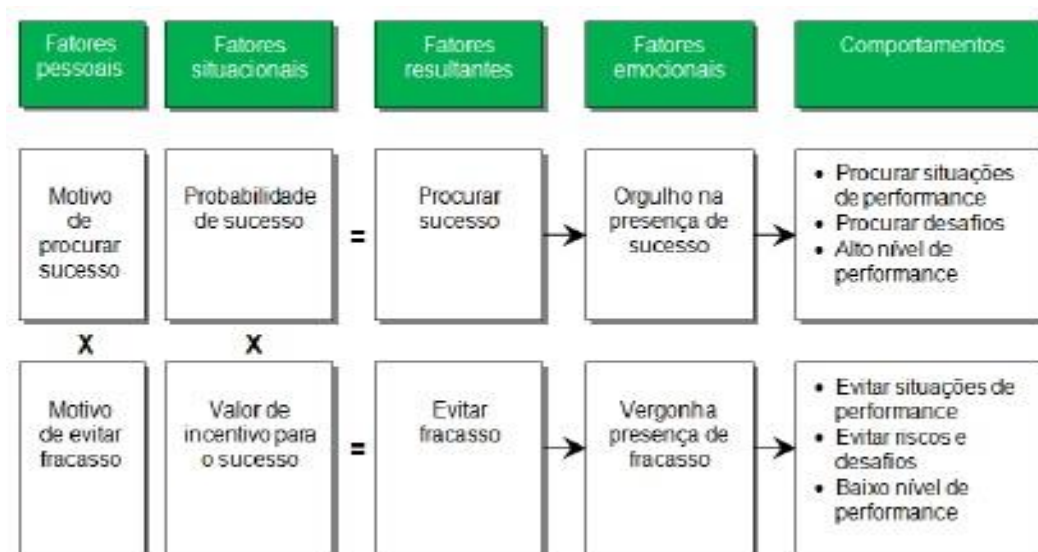 Fatores
pessoais
Fatores
situacionais
Fatores
resultantes
Fatores
emocionais
Comportamentos
Motivo
de
procurar
sucesso
Probabilidade
de sucesso
=
Procurar
sucesso
Orgulho na
presença de
sucesso
• Procurar situações
de performance
• Procurar desafios
• Alto nível de
performance
X
X
Motivo
de evitar
fracasso
Valor de
incentivo para
o sucesso
=
Evitar
fracasso
Vergonha
presença de
fracasso
• Evitar situações de
performance
• Evitar riscos e
desafios
• Baixo nível de
performance